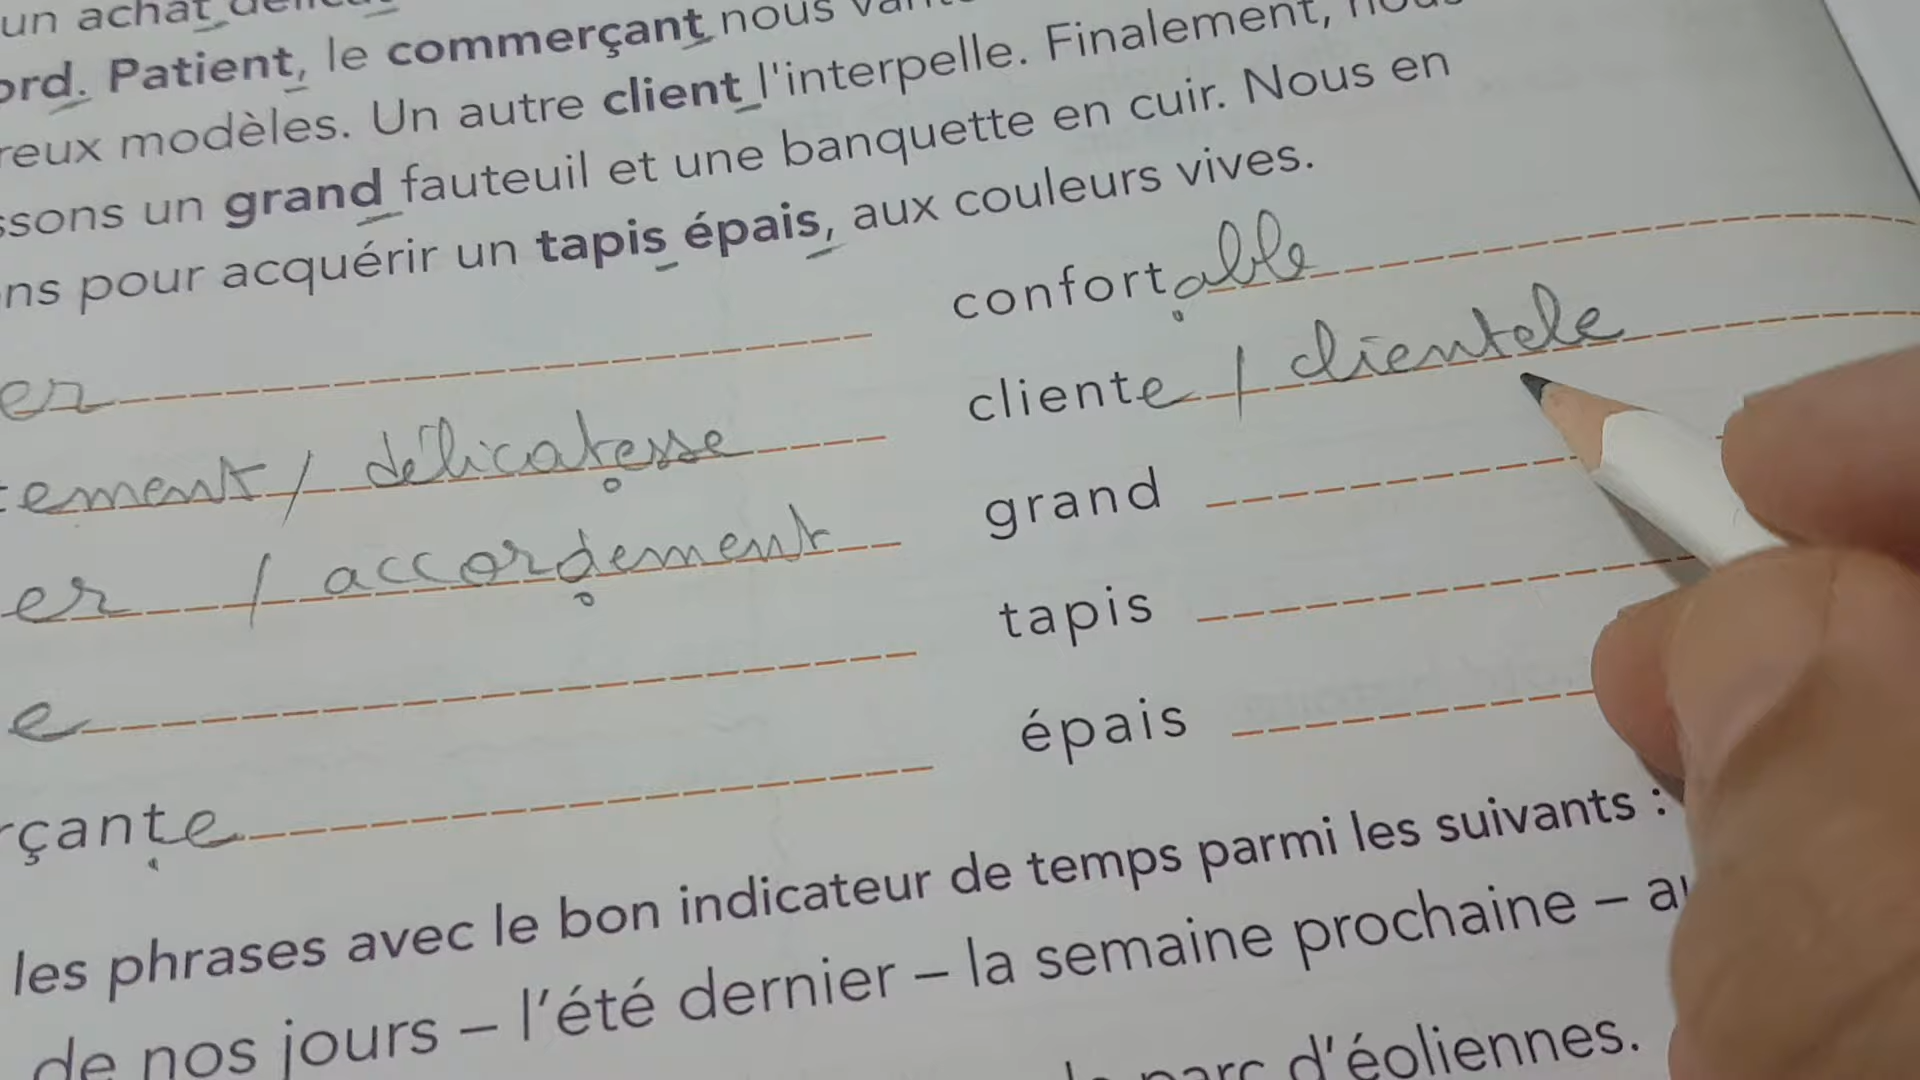 un achat
ord. Patient, le commerçant nous
reux modèles. Un autre client l'interpelle. Finalement,
ssons un grand fauteuil et une banquette en cuir. Nous en
ns pour acquérir un tapis épais, aux couleurs vives.
er
confortable
tement / délicatesse
cliente / clientele
er / accordement
grand
e
tapis
rçante
épais
les phrases avec le bon indicateur de temps parmi les suivants :
de nos jours – l'été dernier – la semaine prochaine –
parc d'éoliennes.